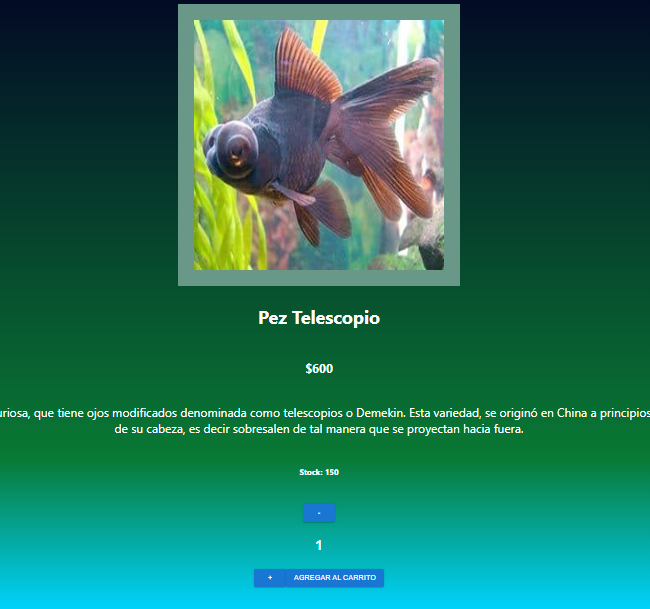 Pez Telescopio
$600
que tiene ojos modificados denominada como telescopios o Demekin. Esta variedad, se originó en China a principios
de su cabeza, es decir sobresalen de tal manera que se proyectan hacia fuera.
Stock: 150
-
1
+ AGREGAR AL CARRITO